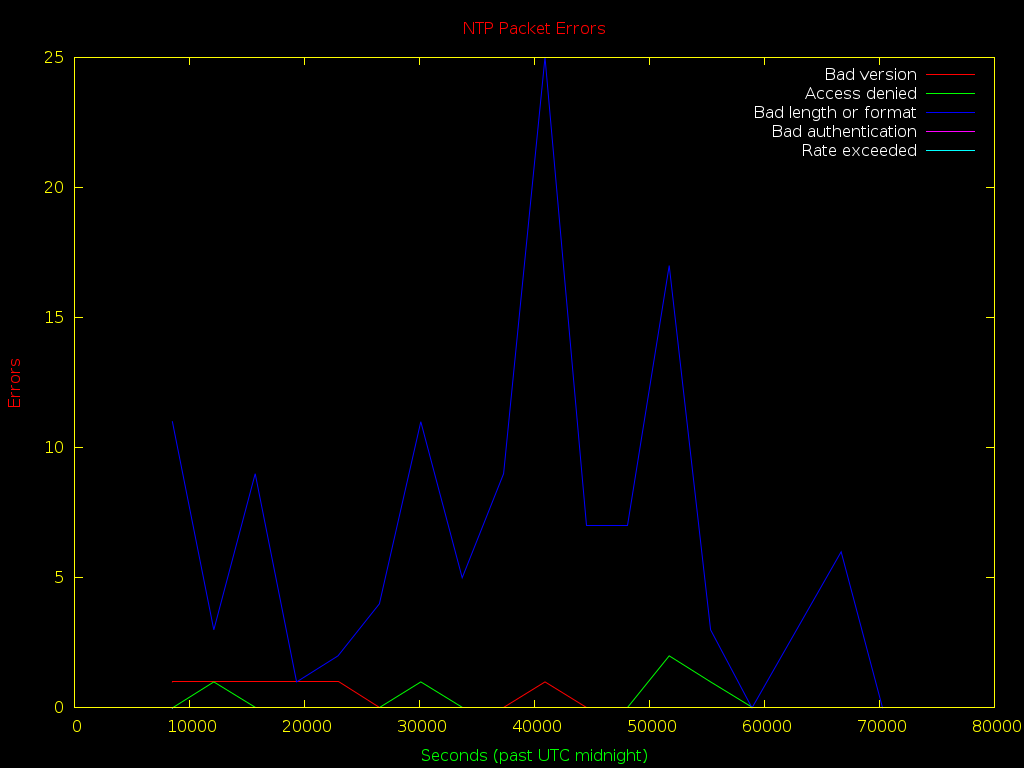 NTP Packet Errors
25
20
15
10
5
0
Errors
Bad version
Access denied
Bad length or format
Bad authentication
Rate exceeded
0 10000 20000 30000 40000 50000 60000 70000 80000
Seconds (past UTC midnight)